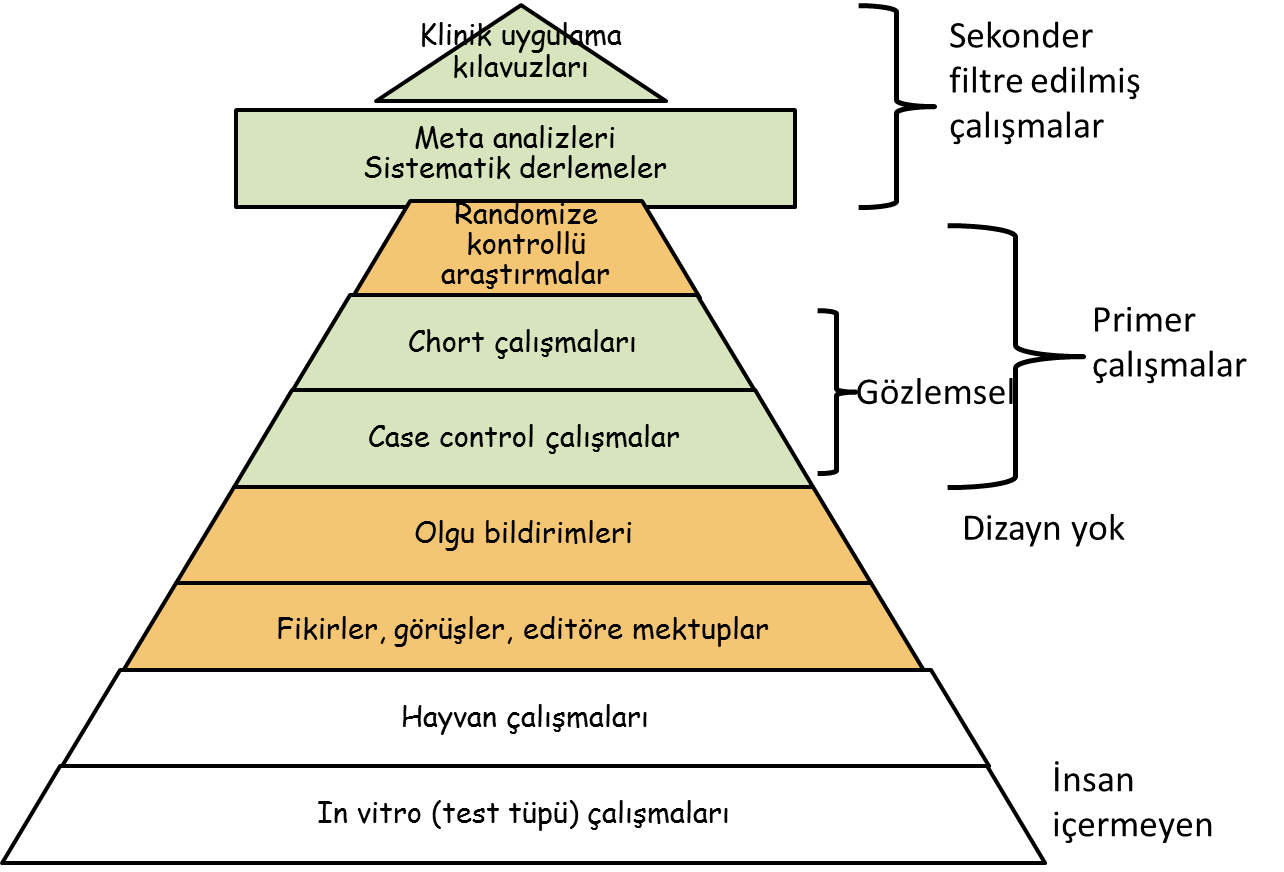 Klinik uygulama
kılavuzları
Sekonder
filtre edilmiş
çalışmalar
Meta analizleri
Sistematik derlemeler
Randomize
kontrollü
araştırmalar
Chort çalışmaları
Primer
çalışmalar
Gözlemsel
Case control çalışmalar
Olgu bildirimleri
Dizayn yok
Fikirler, görüşler, editöre mektuplar
Hayvan çalışmaları
In vitro (test tüpü) çalışmaları
İnsan
içermeyen